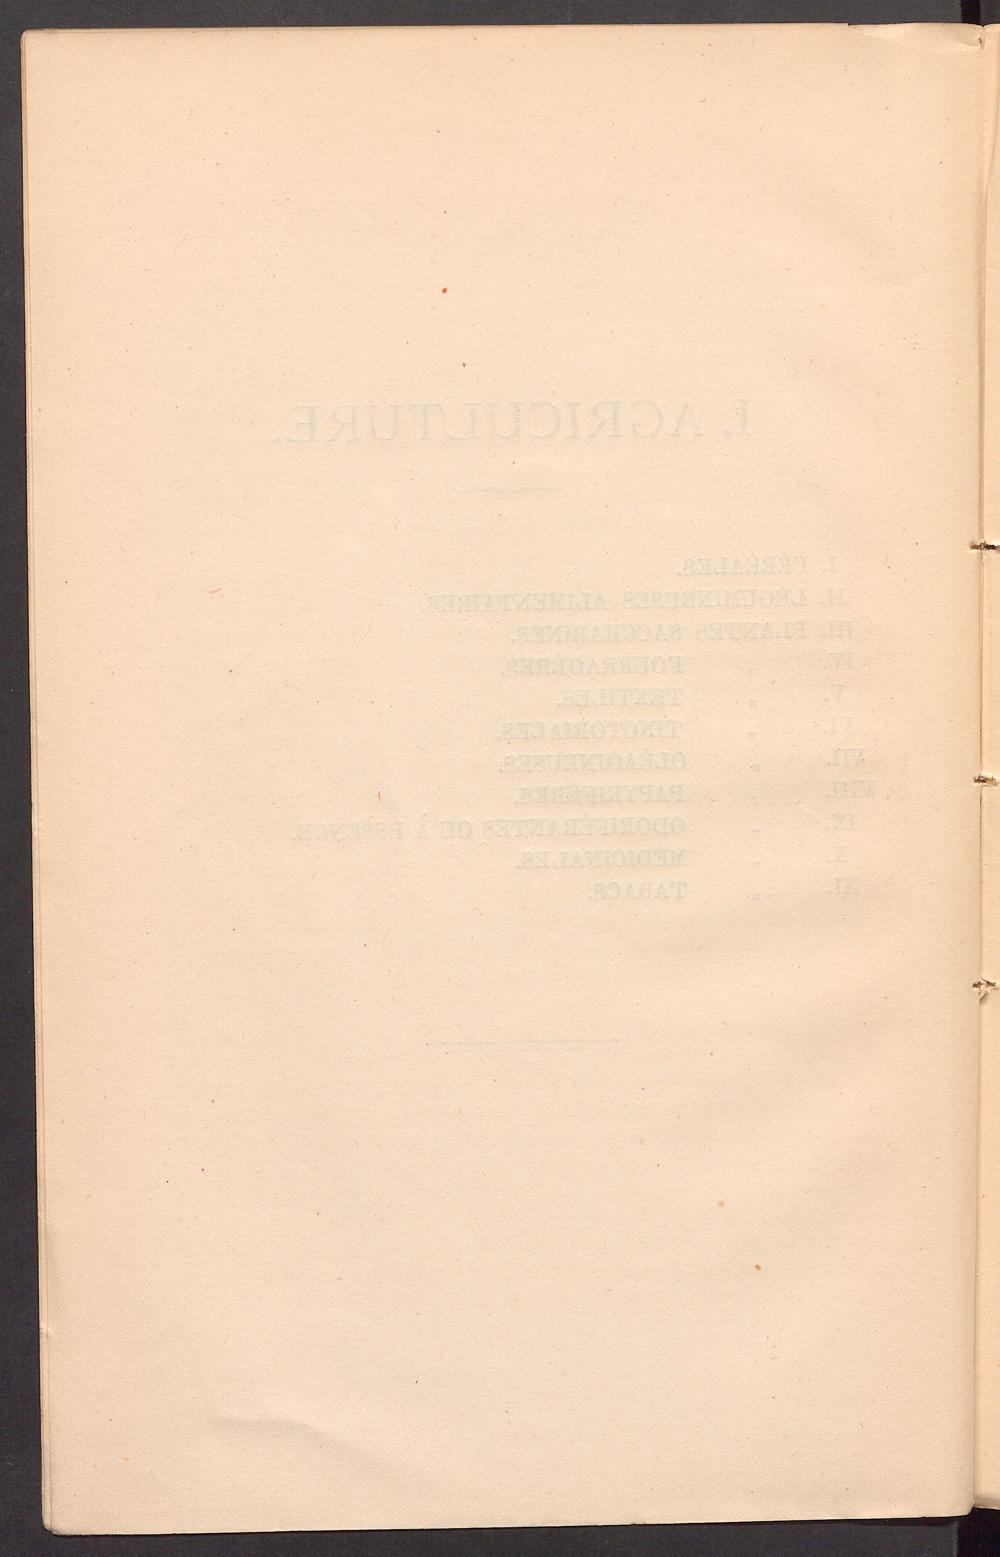 I. AGRICULTURE.
I. CÉRÉALES.
II. LÉGUMINEUSES ALIMENTAIRES.
III. PLANTES SACCHARINES.
IV. „ FOURRAGÈRES.
V. „ TEXTILES.
VI. „ TINCTORIALES.
VII. „ OLÉAGINEUSES.
VIII. „ PAPYRIFÈRES.
IX. „ ODORIFÉRANTES OU À ESSENCE.
X. „ MÉDICINALES.
XI. „ TABACS.